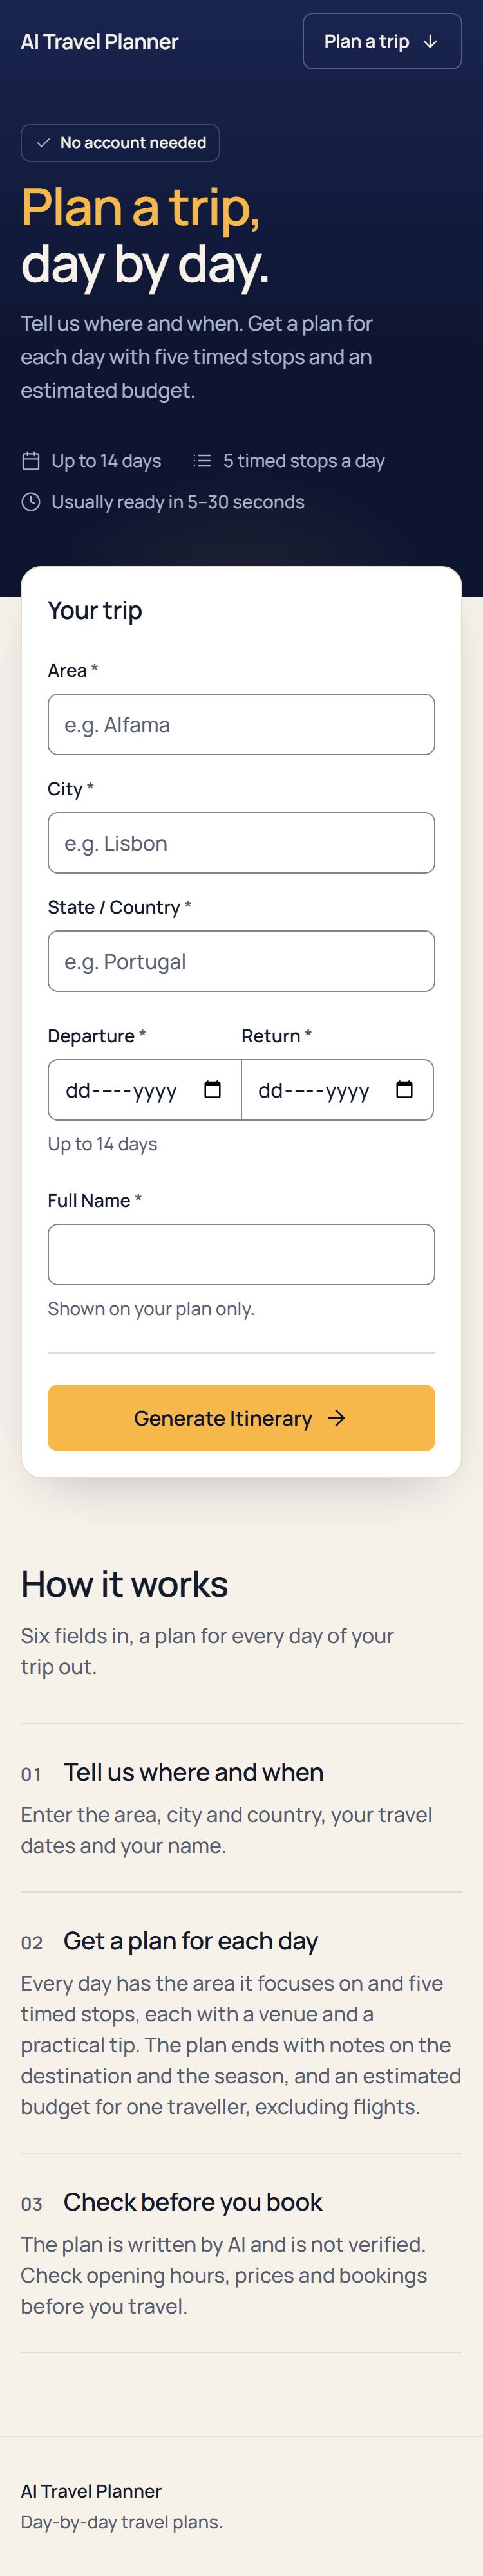 AI Travel Planner
Plan a trip
No account needed
Plan a trip,
day by day.
Tell us where and when. Get a plan for
each day with five timed stops and an
estimated budget.
Up to 14 days
5 timed stops a day
Usually ready in 5–30 seconds
Your trip
Area *
e.g. Alfama
City *
e.g. Lisbon
State / Country *
e.g. Portugal
Departure *
Return *
dd----yyyy
dd----yyyy
Up to 14 days
Full Name *
Shown on your plan only.
Generate Itinerary
How it works
Six fields in, a plan for every day of your
trip out.
01 Tell us where and when
Enter the area, city and country, your travel
dates and your name.
02 Get a plan for each day
Every day has the area it focuses on and five
timed stops, each with a venue and a
practical tip. The plan ends with notes on the
destination and the season, and an estimated
budget for one traveller, excluding flights.
03 Check before you book
The plan is written by AI and is not verified.
Check opening hours, prices and bookings
before you travel.
AI Travel Planner
Day-by-day travel plans.